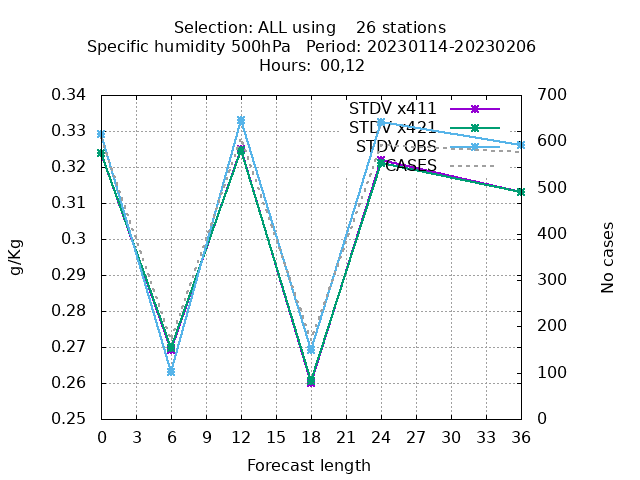 Selection: ALL using    26 stations
Specific humidity 500hPa   Period: 20230114-20230206
Hours: 00,12
0.34
0.33
0.32
0.31
0.3
0.29
0.28
0.27
0.26
0.25
g/Kg
STDV x411
STDV x421
STDV OBS
CASES
700
600
500
400
300
200
100
0
No cases
0 3 6 9 12 15 18 21 24 27 30 33 36
Forecast length